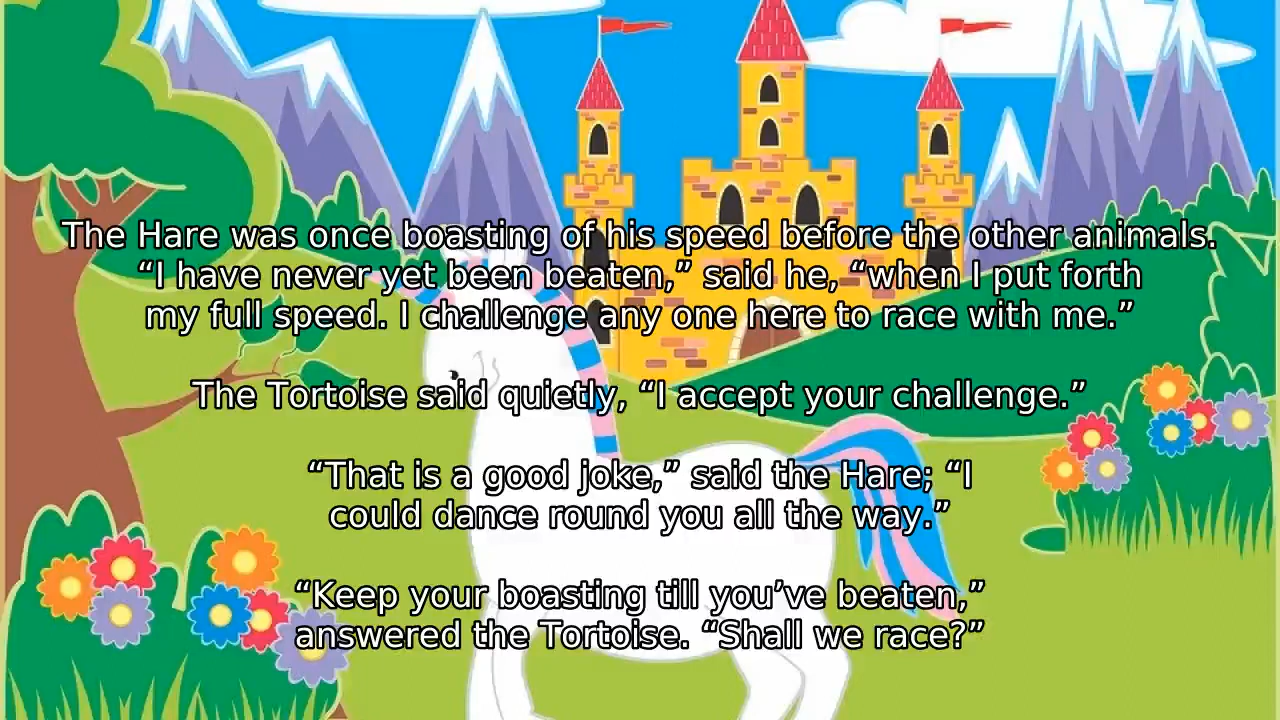 The Hare was once boasting of his speed before the other animals.
“I have never yet been beaten,” said he, “when I put forth
my full speed. I challenge any one here to race with me.”
The Tortoise said quietly, “I accept your challenge.”
“That is a good joke,” said the Hare; “I
could dance round you all the way.”
“Keep your boasting till you’ve beaten,”
answered the Tortoise. “Shall we race?”